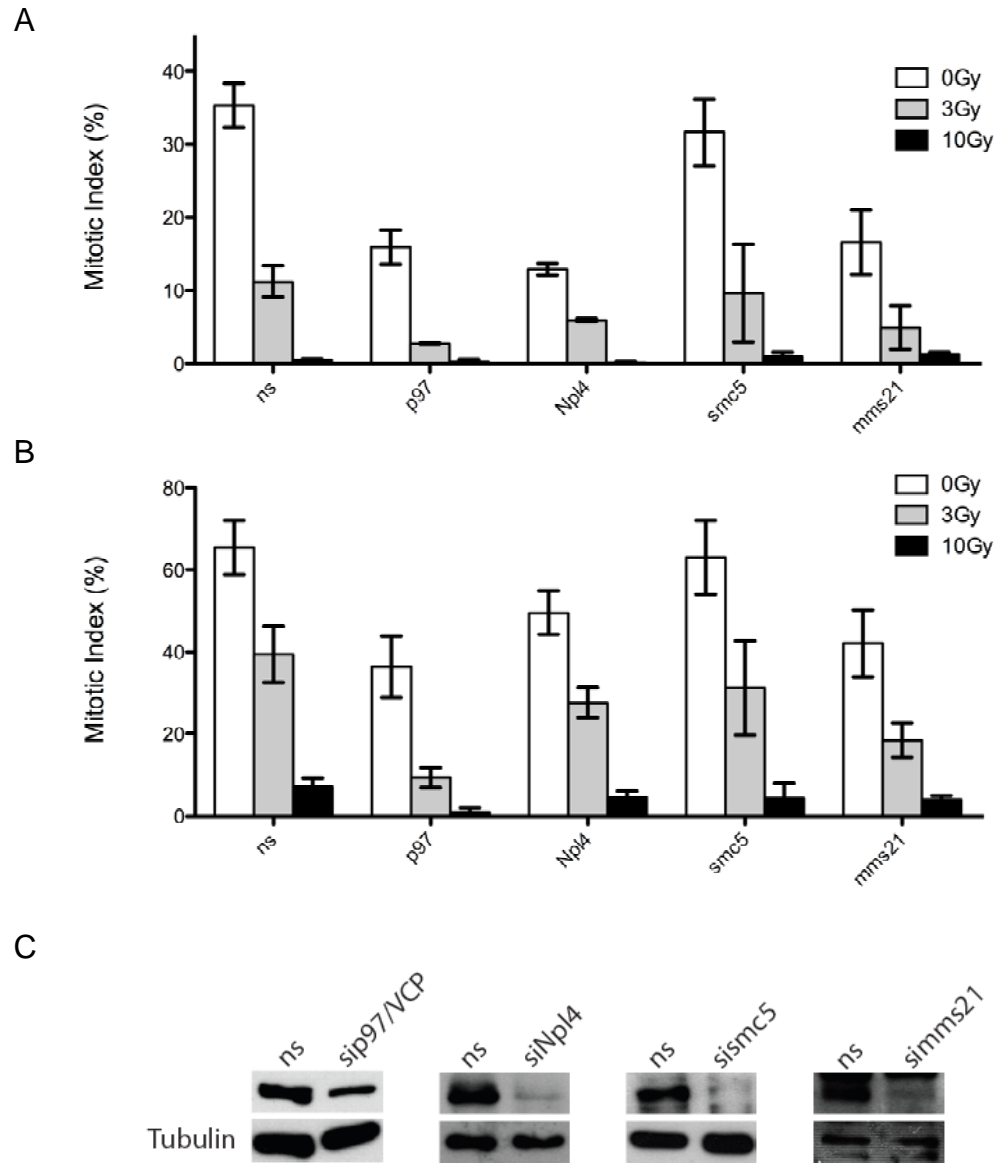 A
Mitotic Index (%)
40
30
20
10
0
0Gy
3Gy
10Gy
ns
p97
Npl4
smc5
mms21
B
Mitotic Index (%)
80
60
40
20
0
0Gy
3Gy
10Gy
ns
p97
Npl4
smc5
mms21
C
ns sip97/VCP ns siNpl4 ns sismc5 ns simms21
Tubulin